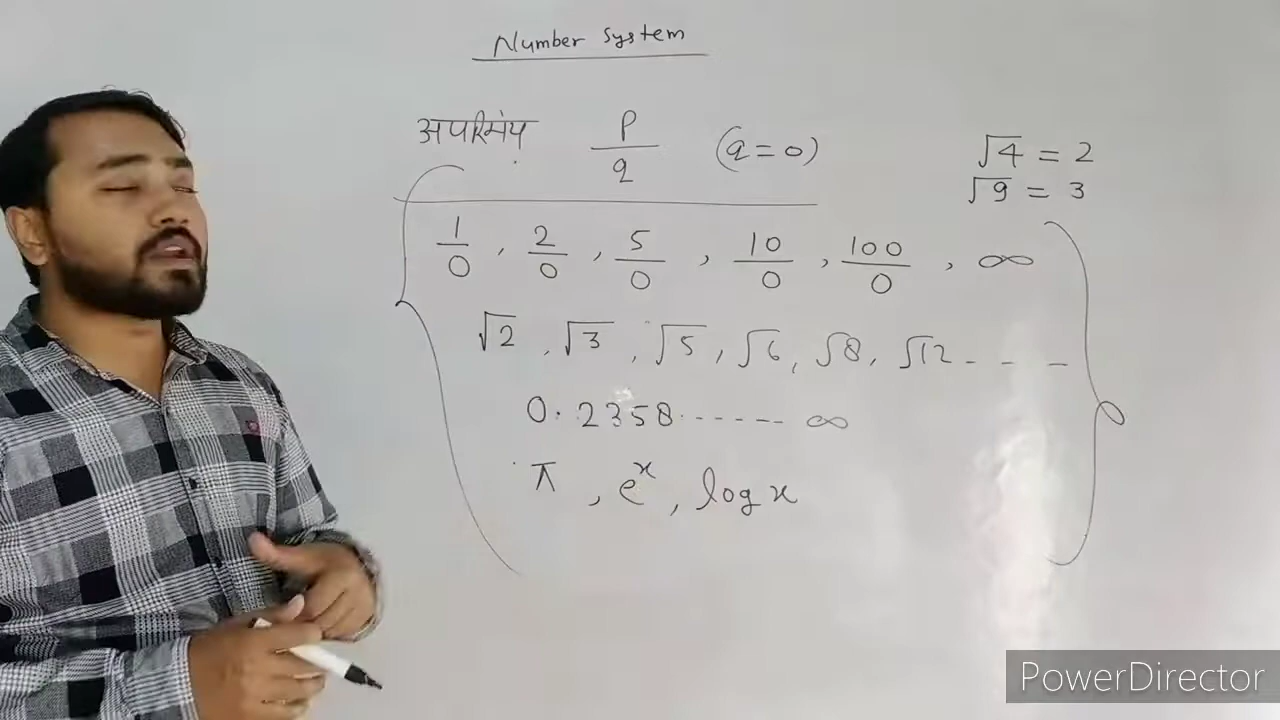 Number System
अपरिमेय P/q (q = 0)
√4 = 2
√9 = 3
1/0 , 2/0 , 5/0 , 10/0 , 100/0 , ∞
√2 , √3 , √5 , √6 , √8 , √12 - - -
0.2358 ------ ∞
π , eˣ , log x
PowerDirector